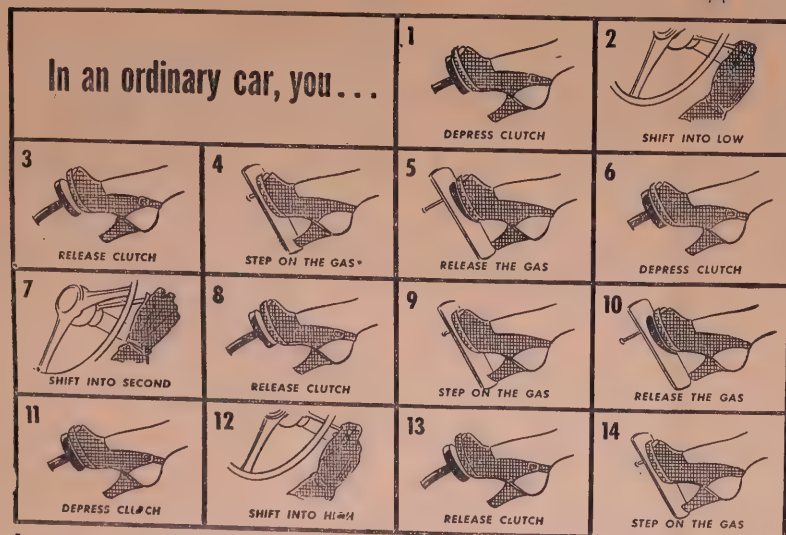 In an ordinary car, you...
1
DEPRESS CLUTCH
2
SHIFT INTO LOW
3
RELEASE CLUTCH
4
STEP ON THE GAS
5
RELEASE THE GAS
6
DEPRESS CLUTCH
7
SHIFT INTO SECOND
8
RELEASE CLUTCH
9
STEP ON THE GAS
10
RELEASE THE GAS
11
DEPRESS CLUTCH
12
SHIFT INTO HIGH
13
RELEASE CLUTCH
14
STEP ON THE GAS